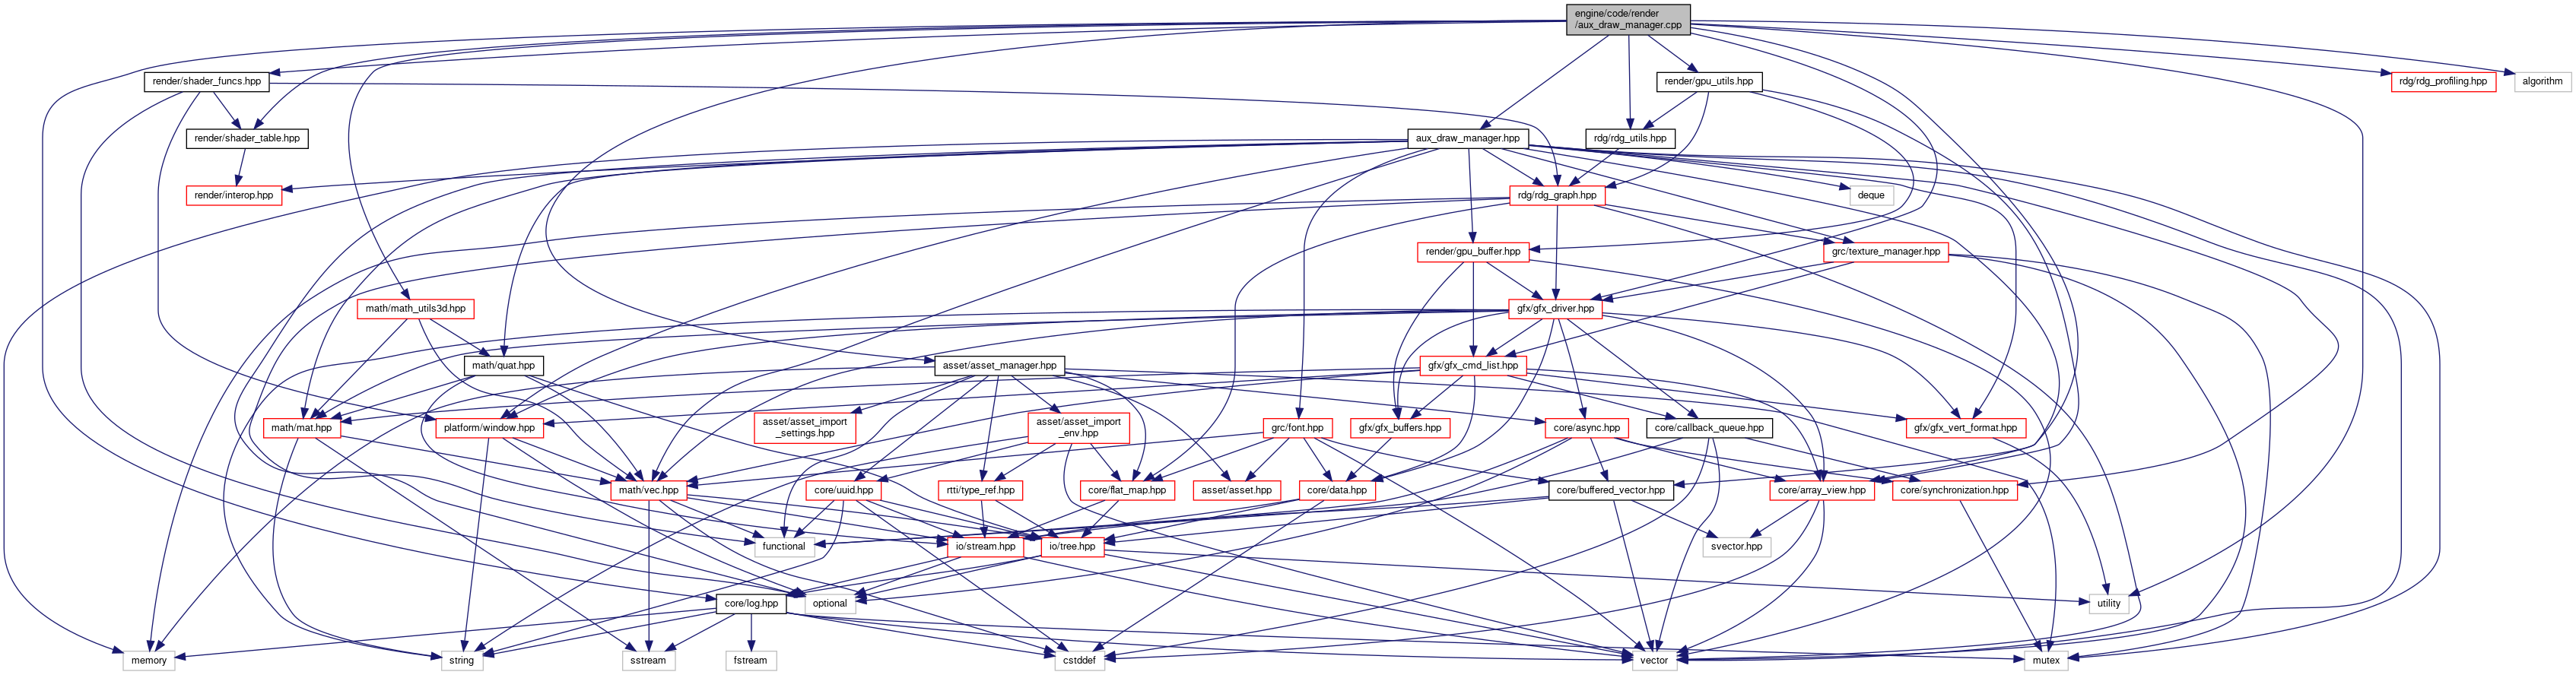 engine/code/render
/aux_draw_manager.cpp
render/shader_funcs.hpp
render/gpu_utils.hpp
rdg/rdg_profiling.hpp
algorithm
render/shader_table.hpp
aux_draw_manager.hpp
rdg/rdg_utils.hpp
render/interop.hpp
rdg/rdg_graph.hpp
deque
render/gpu_buffer.hpp
grc/texture_manager.hpp
math/math_utils3d.hpp
gfx/gfx_driver.hpp
math/quat.hpp
asset/asset_manager.hpp
gfx/gfx_cmd_list.hpp
math/mat.hpp
platform/window.hpp
asset/asset_import
_settings.hpp
asset/asset_import
_env.hpp
grc/font.hpp
gfx/gfx_buffers.hpp
core/async.hpp
core/callback_queue.hpp
gfx/gfx_vert_format.hpp
math/vec.hpp
core/uuid.hpp
rtti/type_ref.hpp
core/flat_map.hpp
asset/asset.hpp
core/data.hpp
core/buffered_vector.hpp
core/array_view.hpp
core/synchronization.hpp
functional
io/stream.hpp
io/tree.hpp
svector.hpp
core/log.hpp
optional
utility
memory
string
sstream
fstream
cstddef
vector
mutex